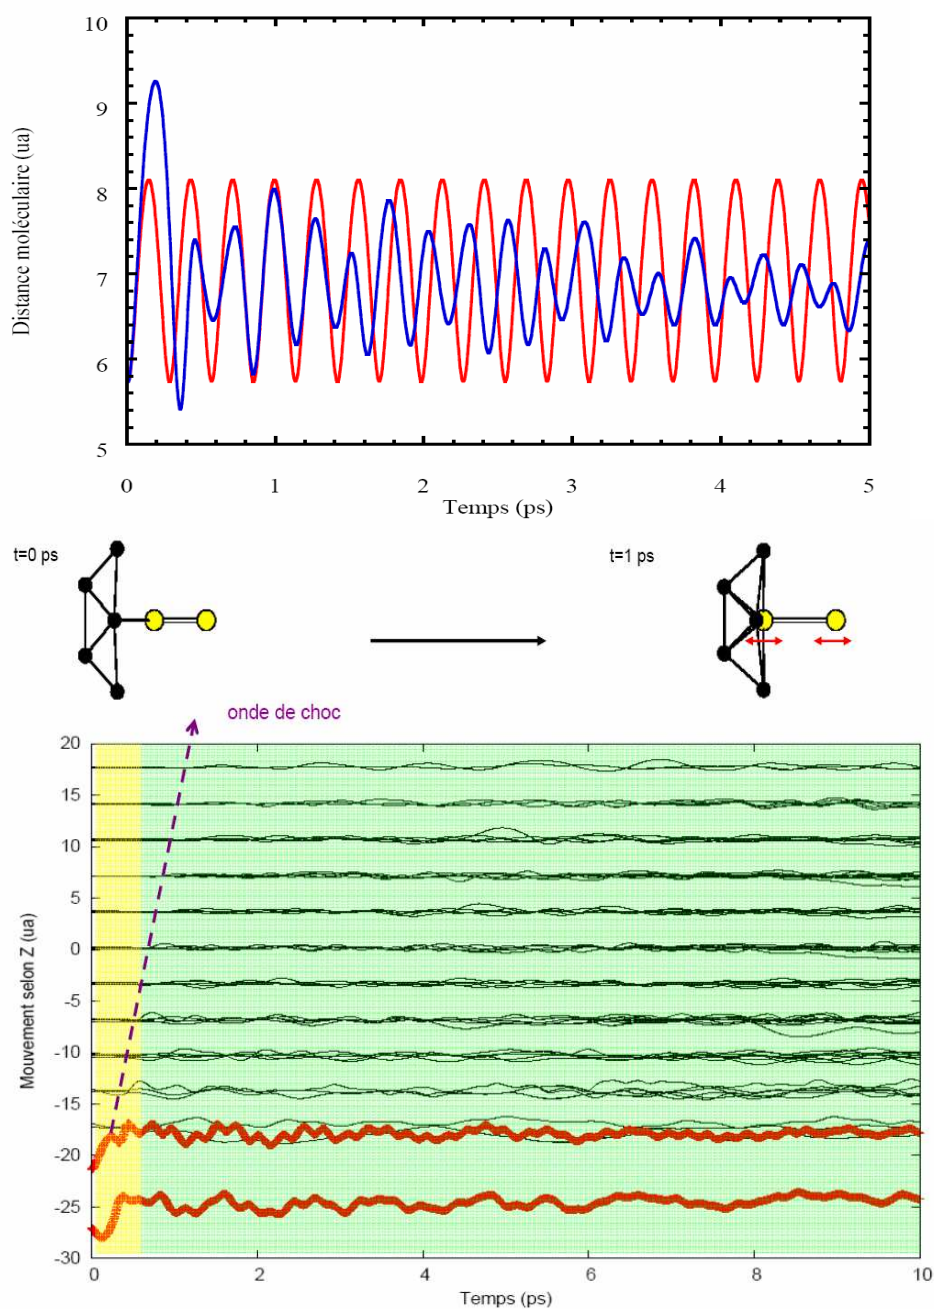 10
9
8
7
6
5
Distance moléculaire (ua)
0 1 2 3 4 5
Temps (ps)
t=0 ps
t=1 ps
onde de choc
20
15
10
5
0
-5
-10
-15
-20
-25
-30
Mouvement selon Z (ua)
0 2 4 6 8 10
Temps (ps)